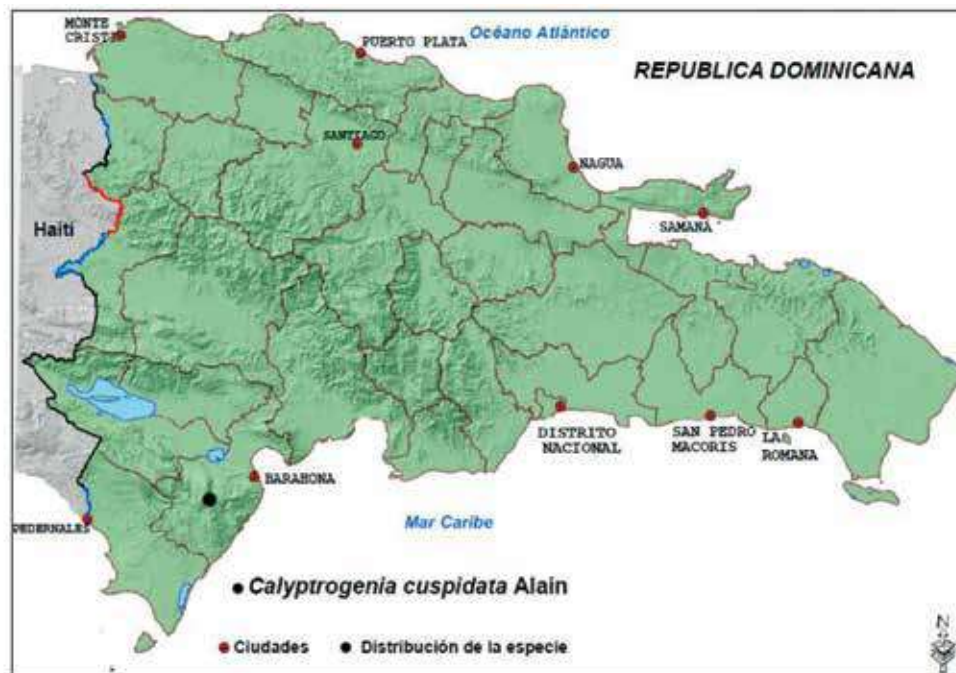 MONTE
CRISTI
PUERTO PLATA
Océano Atlántico
REPUBLICA DOMINICANA
SANTIAGO
NAGUA
SAMANA
Haití
DISTRITO
NACIONAL
SAN PEDRO
MACORIS
LA
ROMANA
BARAHONA
PEDERNALES
Mar Caribe
Calyptrogenia cuspidata Alain
Ciudades
Distribución de la especie
N